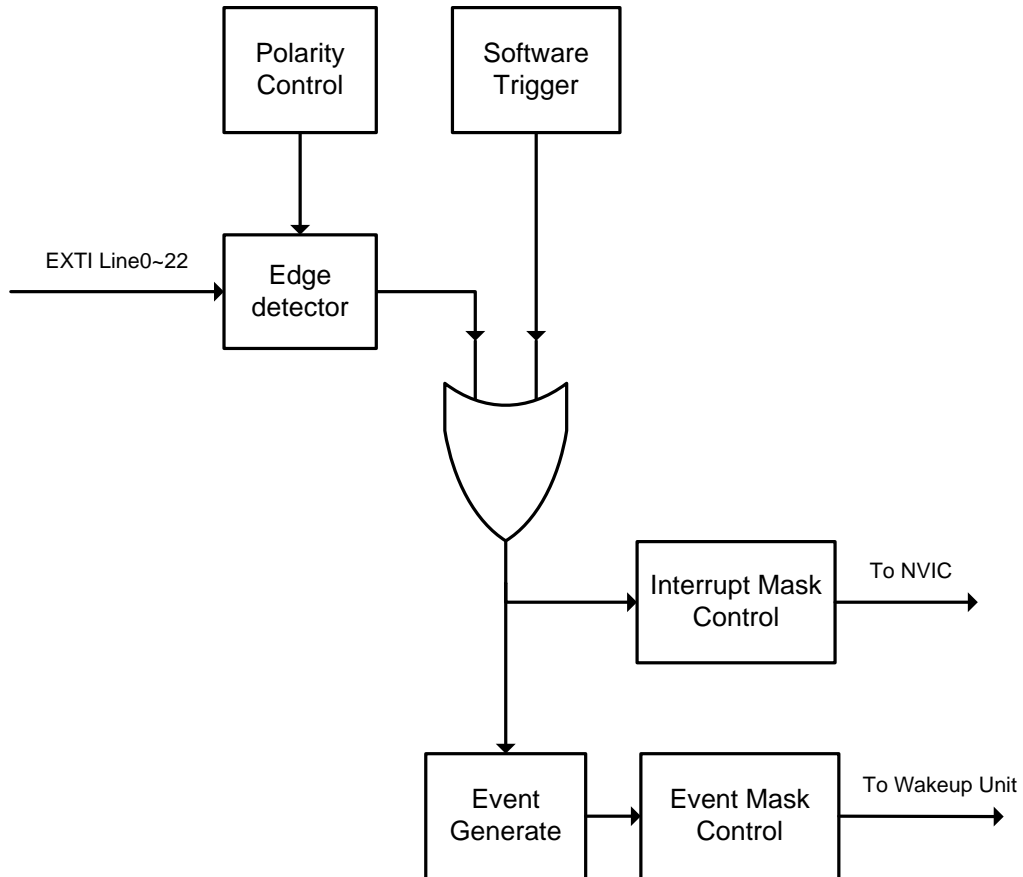 Polarity
Control
Software
Trigger
EXTI Line0~22
Edge
detector
Interrupt Mask
Control
To NVIC
Event
Generate
Event Mask
Control
To Wakeup Unit